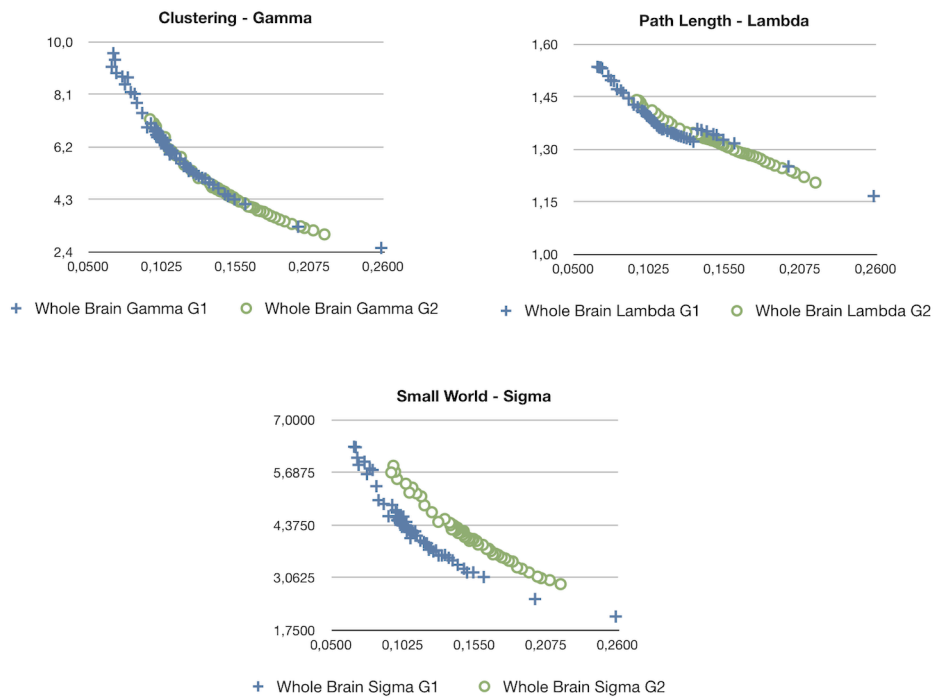 Clustering - Gamma
10,0
8,1
6,2
4,3
2,4
0,0500 0,1025 0,1550 0,2075 0,2600
Whole Brain Gamma G1 Whole Brain Gamma G2
Path Length - Lambda
1,60
1,45
1,30
1,15
1,00
0,0500 0,1025 0,1550 0,2075 0,2600
Whole Brain Lambda G1 Whole Brain Lambda G2
Small World - Sigma
7,0000
5,6875
4,3750
3,0625
1,7500
0,0500 0,1025 0,1550 0,2075 0,2600
Whole Brain Sigma G1 Whole Brain Sigma G2